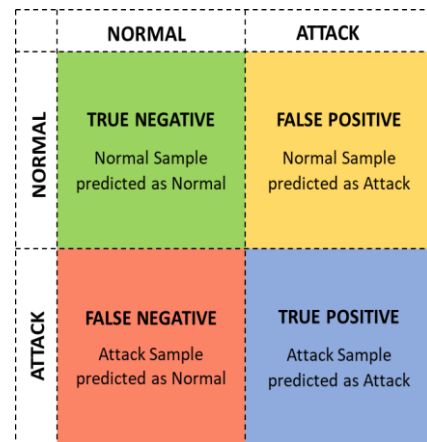 NORMAL ATTACK
NORMAL
TRUE NEGATIVE
Normal Sample
predicted as Normal
FALSE POSITIVE
Normal Sample
predicted as Attack
ATTACK
FALSE NEGATIVE
Attack Sample
predicted as Normal
TRUE POSITIVE
Attack Sample
predicted as Attack